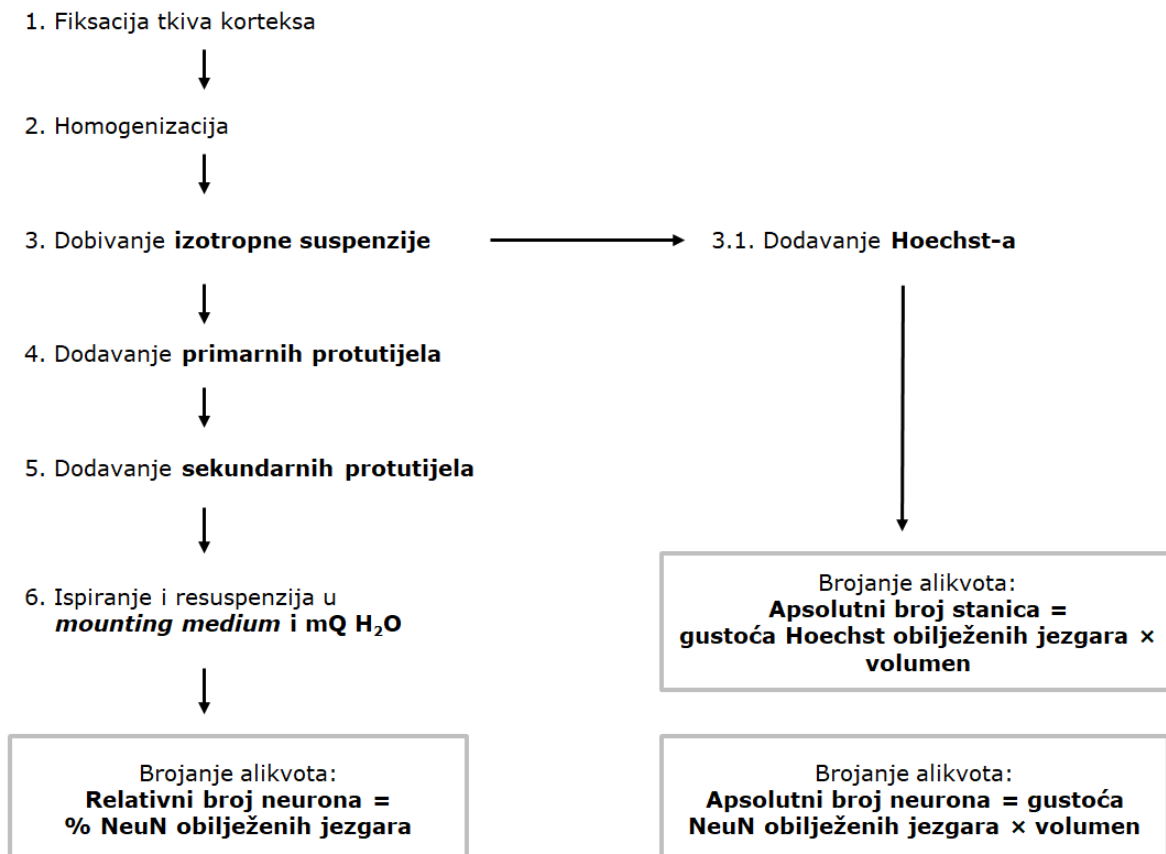 1. Fiksacija tkiva korteksa
2. Homogenizacija
3. Dobivanje izotropne suspenzije
3.1. Dodavanje Hoechst-a
4. Dodavanje primarnih protutijela
5. Dodavanje sekundarnih protutijela
6. Ispiranje i resuspenzija u
mounting medium i mQ H₂O
Brojanje alikvota:
Apsolutni broj stanica =
gustoća Hoechst obilježenih jezgara ×
volumen
Brojanje alikvota:
Relativni broj neurona =
% NeuN obilježenih jezgara
Brojanje alikvota:
Apsolutni broj neurona = gustoća
NeuN obilježenih jezgara × volumen